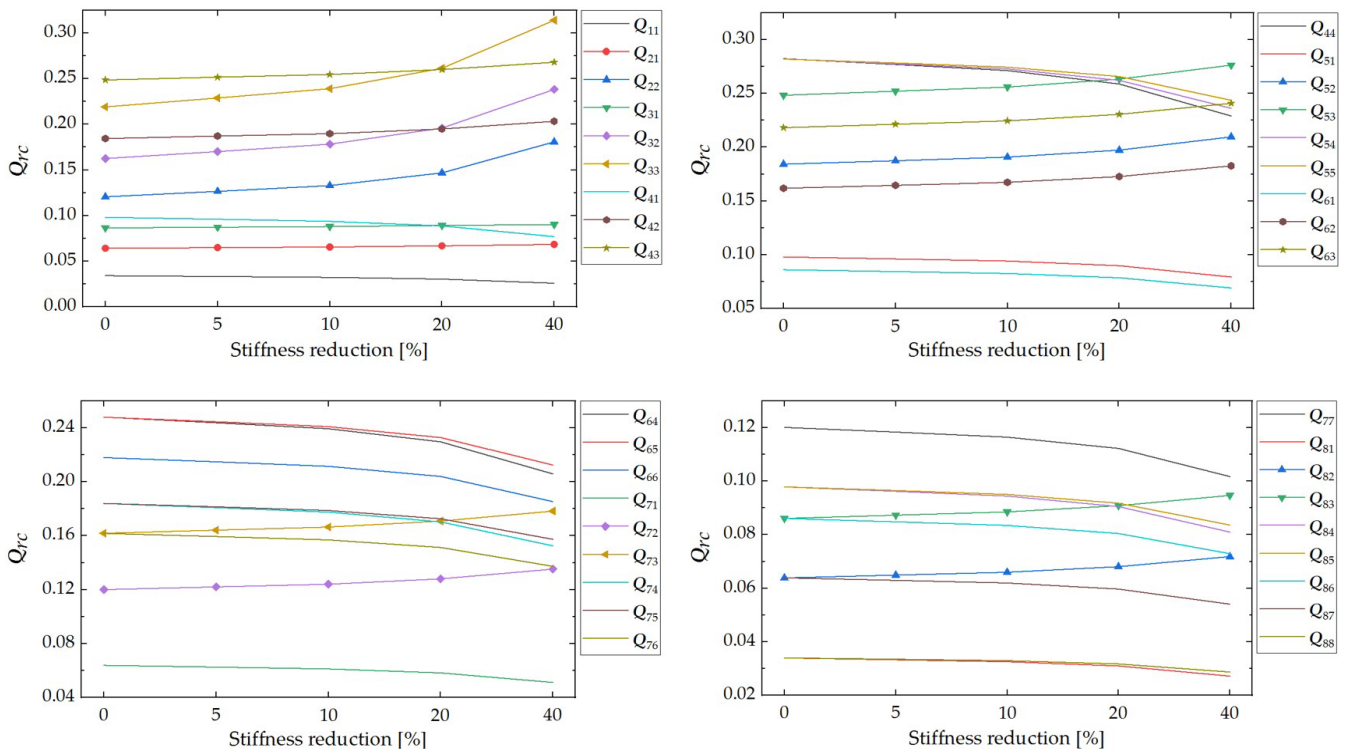 0.30
0.25
0.20
0.15
0.10
0.05
0.00
Qrc
0 5 10 20 40
Stiffness reduction [%]
Q11
Q21
Q22
Q31
Q32
Q33
Q41
Q42
Q43
0.30
0.25
0.20
0.15
0.10
0.05
Qrc
0 5 10 20 40
Stiffness reduction [%]
Q44
Q51
Q52
Q53
Q54
Q55
Q61
Q62
Q63
0.24
0.20
0.16
0.12
0.08
0.04
Qrc
0 5 10 20 40
Stiffness reduction [%]
Q64
Q65
Q66
Q71
Q72
Q73
Q74
Q75
Q76
0.12
0.10
0.08
0.06
0.04
0.02
Qrc
0 5 10 20 40
Stiffness reduction [%]
Q77
Q81
Q82
Q83
Q84
Q85
Q86
Q87
Q88